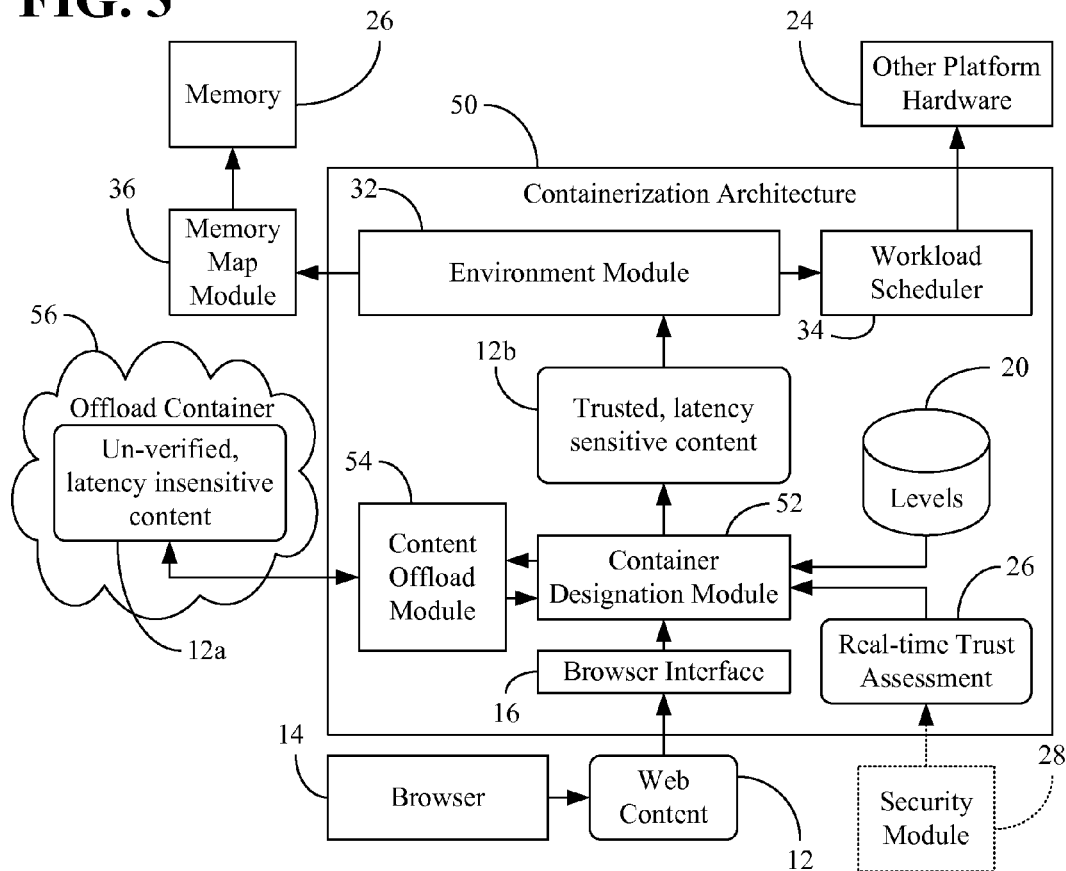 FIG. 3
26
24
Memory
Other Platform
Hardware
50
36
32
Containerization Architecture
Memory
Map
Module
Environment Module
Workload
Scheduler
34
56
12b
20
Offload Container
Un-verified,
latency insensitive
content
Trusted, latency
sensitive content
54
52
Levels
Content
Offload
Module
Container
Designation Module
26
12a
Real-time Trust
Assessment
16
Browser Interface
14
28
Browser
Web
Content
12
Security
Module